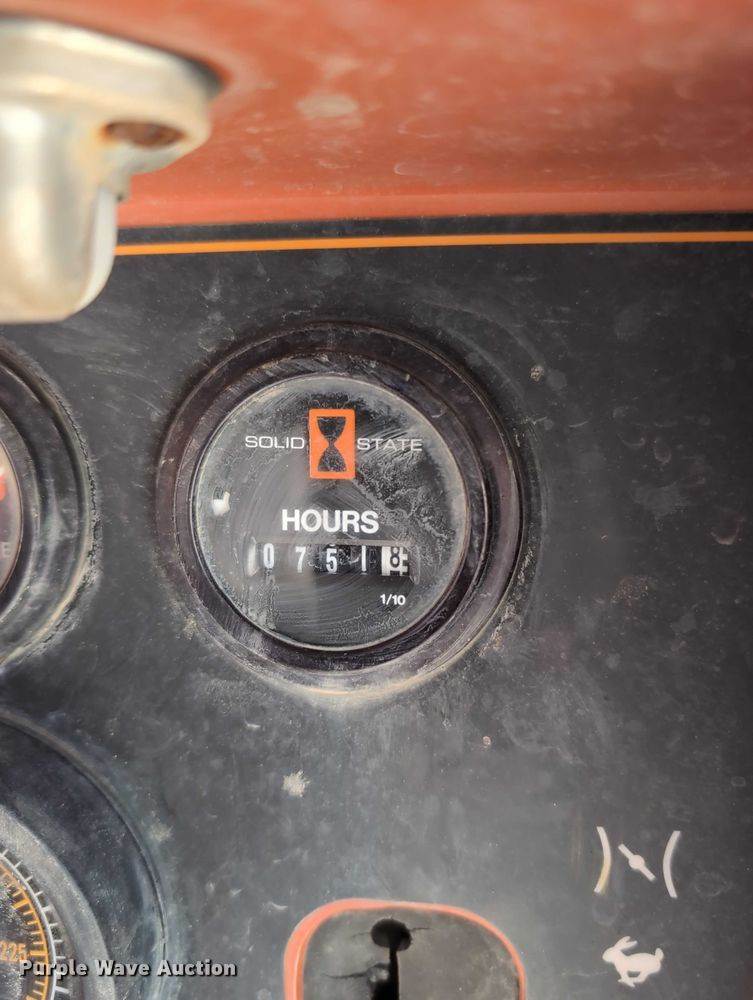 SOLID STATE
HOURS
0 7 5 1 8
1/10
225
Purple Wave Auction